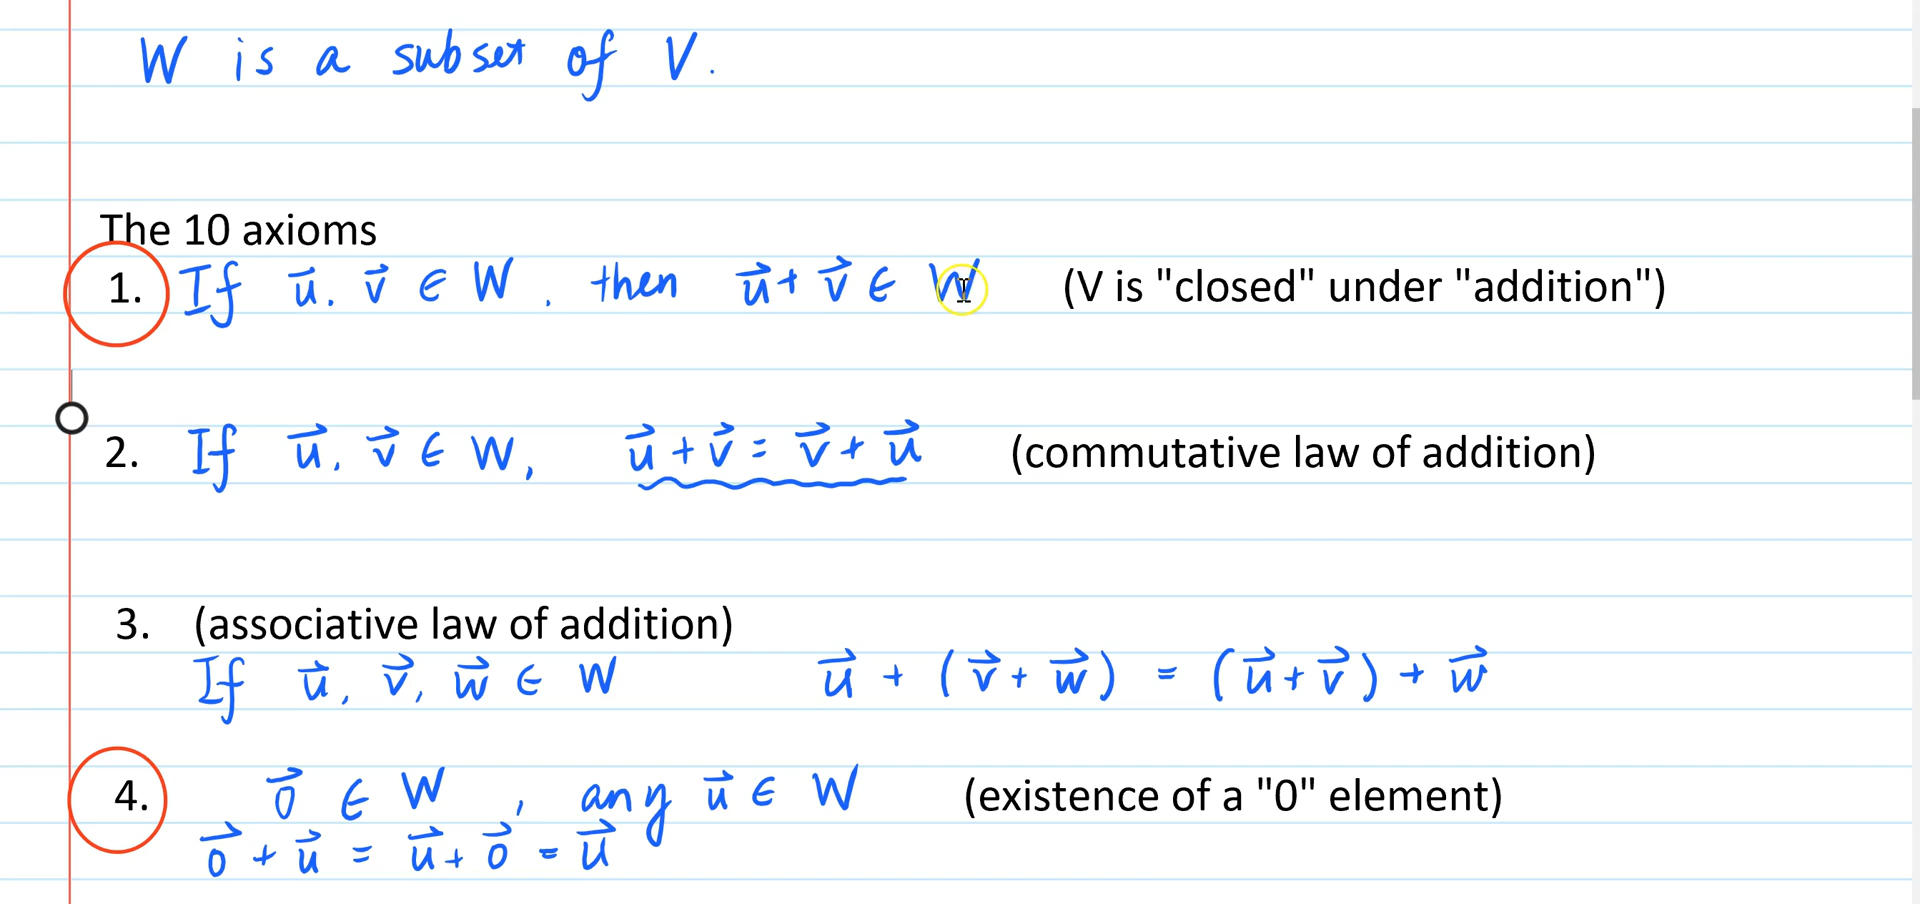 W is a subset of V.
The 10 axioms
1. If u⃗, v⃗ ∈ W, then u⃗ + v⃗ ∈ W (V is "closed" under "addition")
2. If u⃗, v⃗ ∈ W, u⃗ + v⃗ = v⃗ + u⃗ (commutative law of addition)
3. (associative law of addition)
If u⃗, v⃗, w⃗ ∈ W u⃗ + (v⃗ + w⃗) = (u⃗ + v⃗) + w⃗
4. 0⃗ ∈ W, any u⃗ ∈ W (existence of a "0" element)
0⃗ + u⃗ = u⃗ + 0⃗ = u⃗